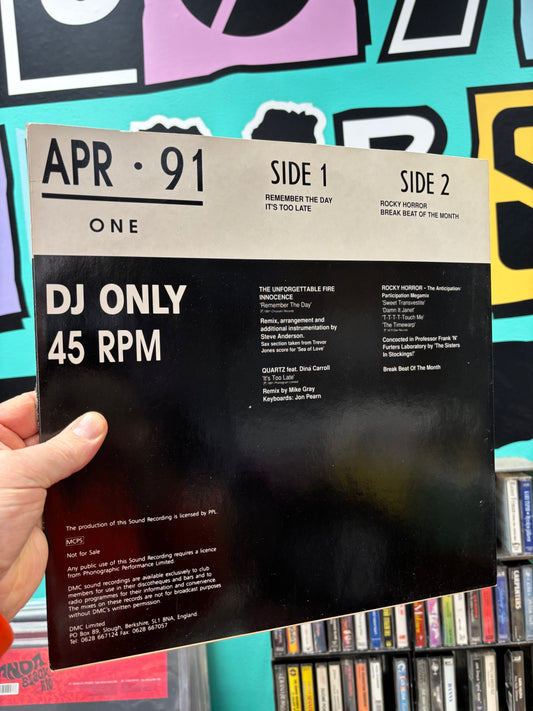 APR · 91
ONE
SIDE 1
REMEMBER THE DAY
IT'S TOO LATE
SIDE 2
ROCKY HORROR
BREAK BEAT OF THE MONTH
DJ ONLY
45 RPM
THE UNFORGETTABLE FIRE
INNOCENCE
'Remember The Day'
Remix, arrangement and
additional instrumentation by
Steve Anderson.
Sax section taken from Trevor
Jones score for 'Sea of Love'
QUARTZ feat. Dina Carroll
'It's Too Late'
Remix by Mike Gray
Keyboards: Jon Pearn
ROCKY HORROR – The Anticipation:
Participation Megamix
'Sweet Transvestite'
'Damn It Janet'
'T-T-T-T-Touch Me'
'The Timewarp'
Concocted in Professor Frank 'N'
Furters Laboratory by 'The Sisters
In Stockings!'
Break Beat Of The Month
The production of this Sound Recording is licensed by PPL.
MCPS
Not for Sale
Any public use of this Sound Recording requires a licence
from Phonographic Performance Limited.
DMC sound recordings are available exclusively to club
members for use in their discotheques and bars and to
radio programmes for their information and convenience.
The mixes on these records are not for broadcast purposes
without DMC's written permission.
DMC Limited
PO Box 89, Slough, Berkshire, SL1 8NA, England.
Tel: 0628 667124 Fax: 0628 667057